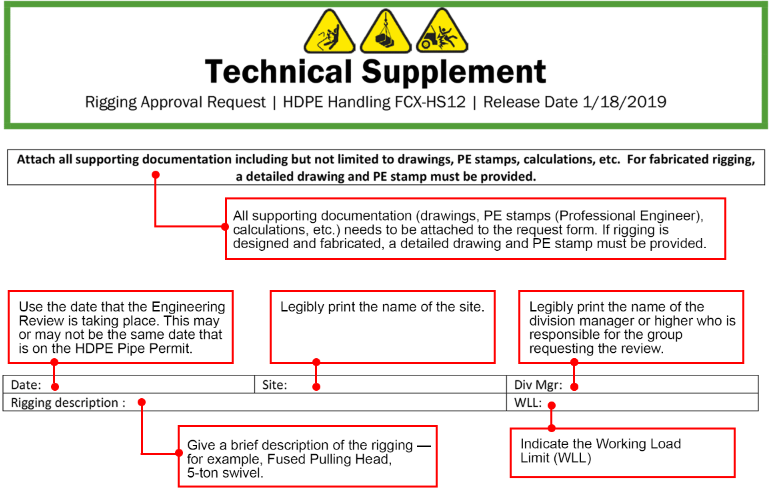 Technical Supplement
Rigging Approval Request | HDPE Handling FCX-HS12 | Release Date 1/18/2019
Attach all supporting documentation including but not limited to drawings, PE stamps, calculations, etc.  For fabricated rigging,
a detailed drawing and PE stamp must be provided.
All supporting documentation (drawings, PE stamps (Professional Engineer),
calculations, etc.) needs to be attached to the request form. If rigging is
designed and fabricated, a detailed drawing and PE stamp must be provided.
Use the date that the Engineering
Review is taking place. This may
or may not be the same date that
is on the HDPE Pipe Permit.
Legibly print the name of the site.
Legibly print the name of the
division manager or higher who is
responsible for the group
requesting the review.
Date:
Site:
Div Mgr:
Rigging description :
WLL:
Give a brief description of the rigging —
for example, Fused Pulling Head,
5-ton swivel.
Indicate the Working Load
Limit (WLL)